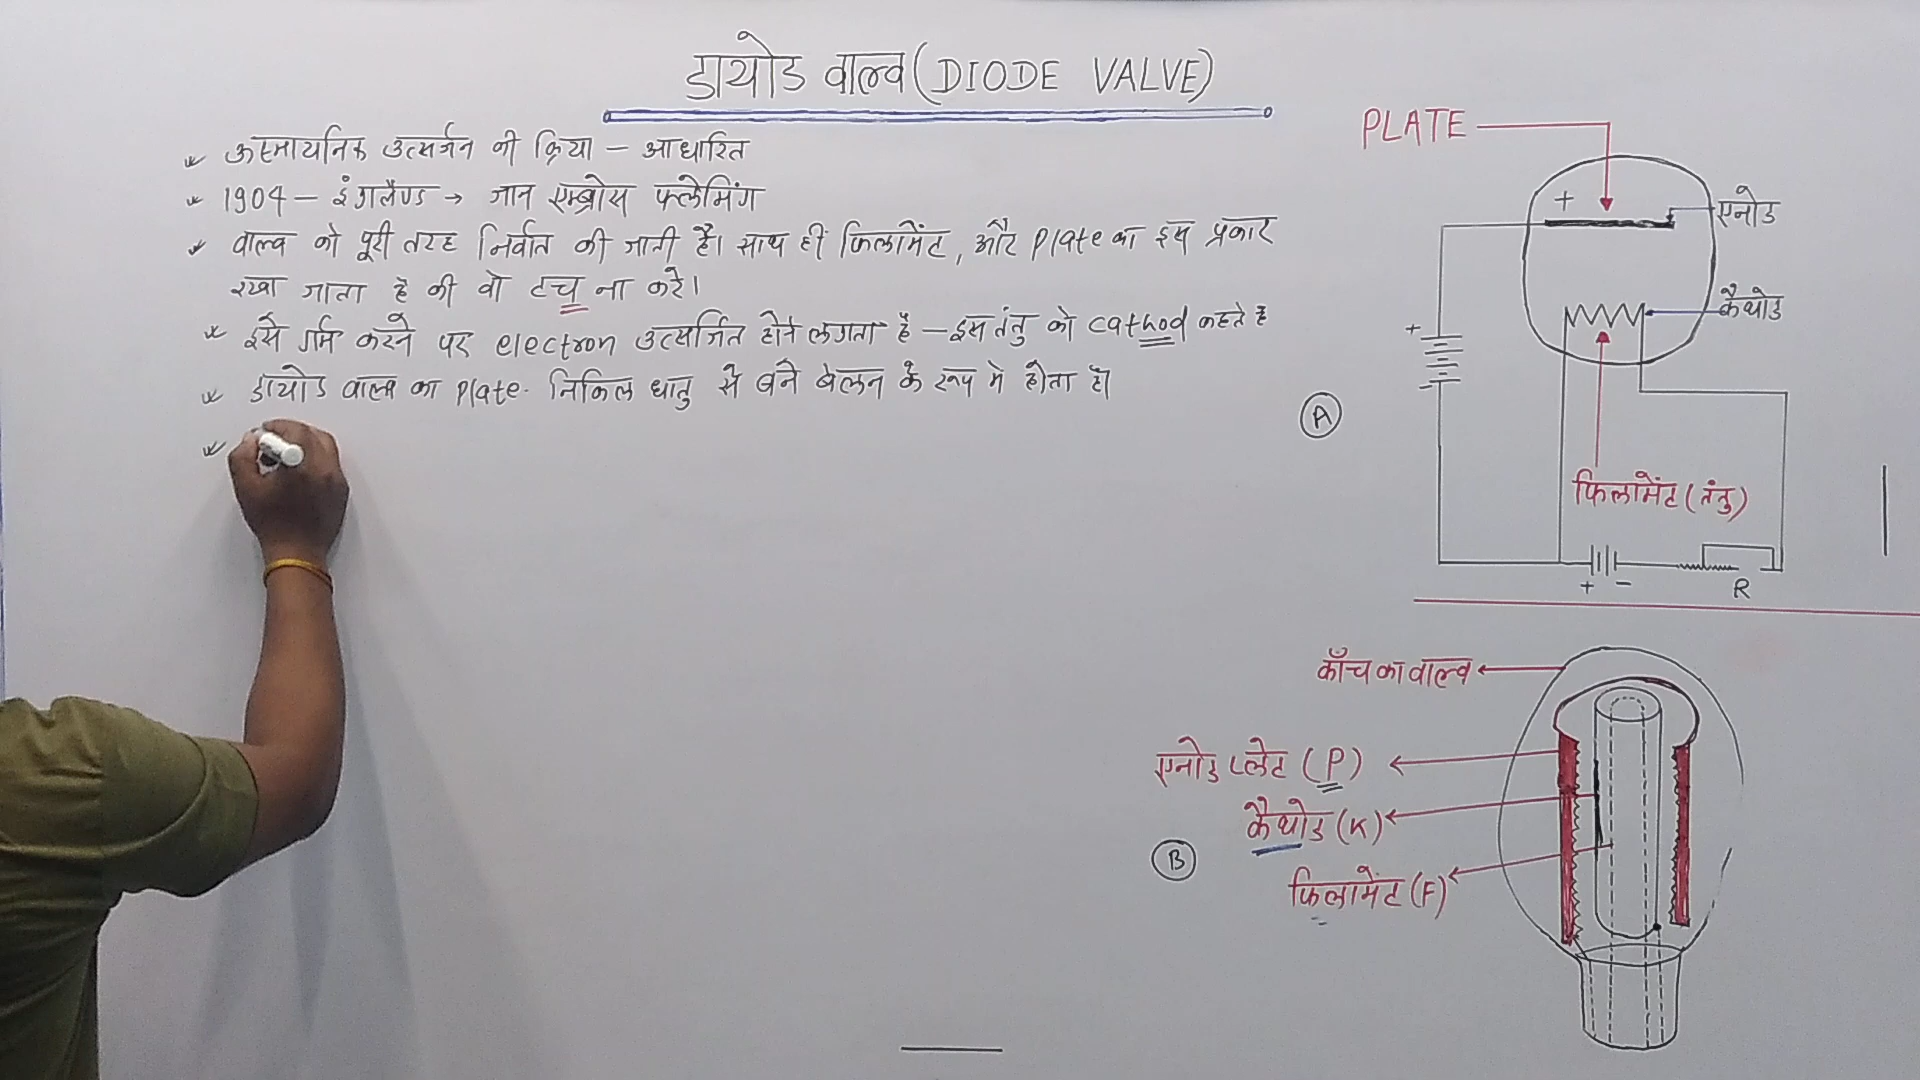 डायोड वाल्व (DIODE VALVE)
ऊष्मायनिक उत्सर्जन की क्रिया - आधारित
1904 - इंग्लैण्ड → जान एम्ब्रोस फ्लेमिंग
वाल्व को पूरी तरह निर्वात की जाती है। साथ ही फिलामेंट, और Plate का इस प्रकार
रखा जाता है की वो टच ना करे।
इसे गर्म करने पर electron उत्सर्जित होने लगता है - इस तंतु को cathod कहते है
डायोड वाल्व का Plate निकिल धातु से बने बेलन के रूप मे होता है।
PLATE
+
एनोड
कैथोड
+
-
A
फिलामेंट (तंतु)
+ -
R
काँच का वाल्व
एनोड प्लेट (P)
कैथोड (K)
B
फिलामेंट (F)